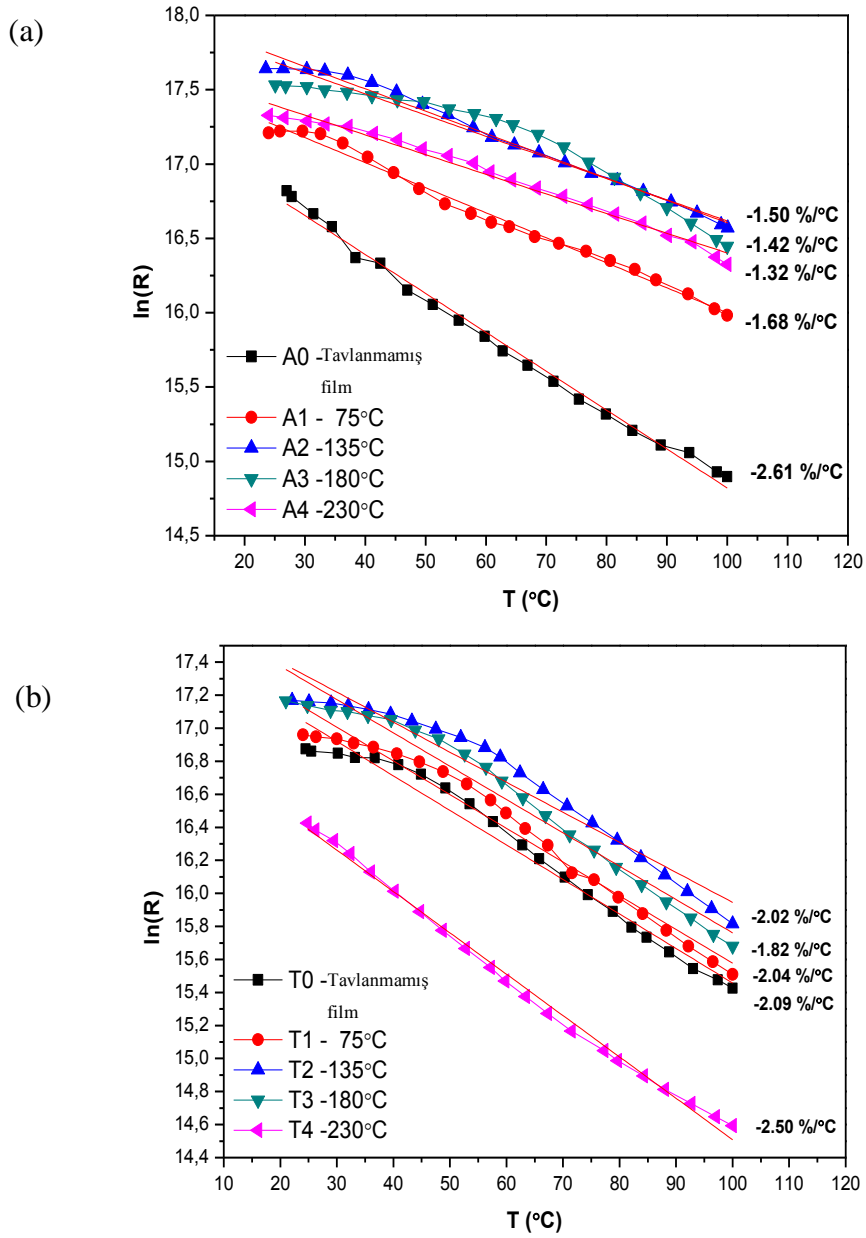 (a)
18,0
17,5
17,0
16,5
16,0
15,5
15,0
14,5
ln(R)
-1.50 %/°C
-1.42 %/°C
-1.32 %/°C
-1.68 %/°C
-2.61 %/°C
A0 -Tavlanmamış
film
A1 - 75°C
A2 -135°C
A3 -180°C
A4 -230°C
20 30 40 50 60 70 80 90 100 110 120
T (°C)
(b)
17,4
17,2
17,0
16,8
16,6
16,4
16,2
16,0
15,8
15,6
15,4
15,2
15,0
14,8
14,6
14,4
ln(R)
-2.02 %/°C
-1.82 %/°C
-2.04 %/°C
-2.09 %/°C
-2.50 %/°C
T0 -Tavlanmamış
film
T1 - 75°C
T2 -135°C
T3 -180°C
T4 -230°C
10 20 30 40 50 60 70 80 90 100 110 120
T (°C)